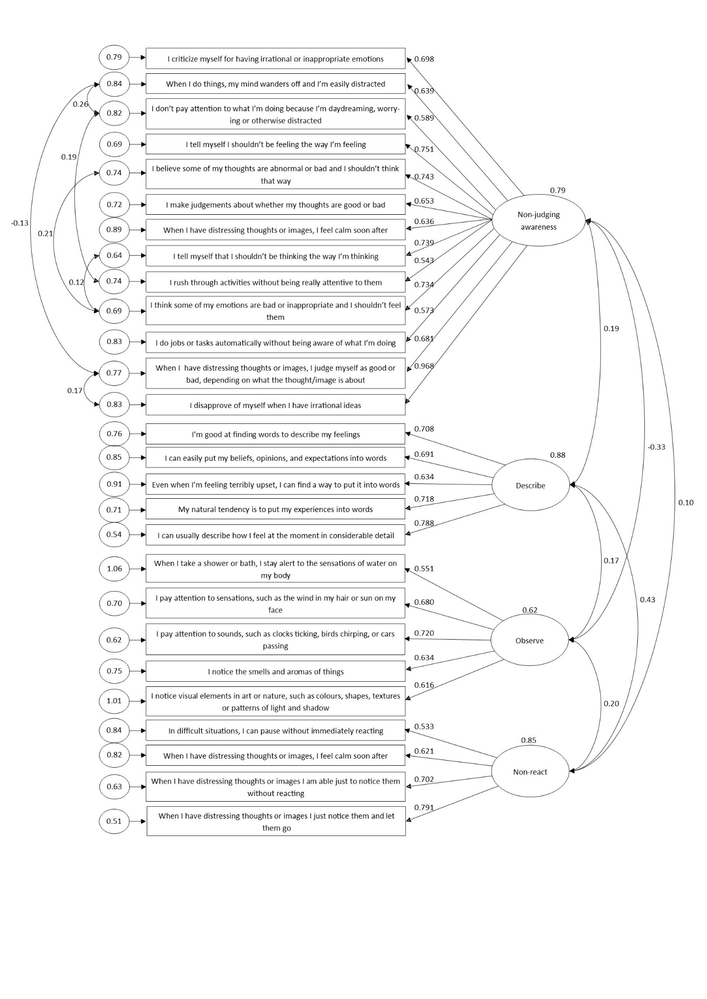 0.79
I criticize myself for having irrational or inappropriate emotions
0.698
0.84
When I do things, my mind wanders off and I’m easily distracted
0.639
0.26
0.82
I don’t pay attention to what I’m doing because I’m daydreaming, worry-
ing or otherwise distracted
0.589
0.69
I tell myself I shouldn’t be feeling the way I’m feeling
0.751
0.19
0.74
I believe some of my thoughts are abnormal or bad and I shouldn’t think
that way
0.743
0.79
0.72
I make judgements about whether my thoughts are good or bad
0.653
Non-judging
awareness
-0.13
0.21
0.89
When I have distressing thoughts or images, I feel calm soon after
0.636
0.64
I tell myself that I shouldn’t be thinking the way I’m thinking
0.739
0.543
0.12
0.74
I rush through activities without being really attentive to them
0.734
0.69
I think some of my emotions are bad or inappropriate and I shouldn’t feel
them
0.573
0.19
0.83
I do jobs or tasks automatically without being aware of what I’m doing
0.681
0.77
When I  have distressing thoughts or images, I judge myself as good or
bad, depending on what the thought/image is about
0.968
0.17
0.83
I disapprove of myself when I have irrational ideas
0.76
I’m good at finding words to describe my feelings
0.708
-0.33
0.85
I can easily put my beliefs, opinions, and expectations into words
0.691
0.88
0.91
Even when I’m feeling terribly upset, I can find a way to put it into words
0.634
Describe
0.10
0.71
My natural tendency is to put my experiences into words
0.718
0.54
I can usually describe how I feel at the moment in considerable detail
0.788
0.17
1.06
When I take a shower or bath, I stay alert to the sensations of water on
my body
0.551
0.70
I pay attention to sensations, such as the wind in my hair or sun on my
face
0.680
0.43
0.62
0.62
I pay attention to sounds, such as clocks ticking, birds chirping, or cars
passing
0.720
Observe
0.75
I notice the smells and aromas of things
0.634
1.01
I notice visual elements in art or nature, such as colours, shapes, textures
or patterns of light and shadow
0.616
0.20
0.84
In difficult situations, I can pause without immediately reacting
0.533
0.85
0.82
When I have distressing thoughts or images, I feel calm soon after
0.621
Non-react
0.63
When I have distressing thoughts or images I am able just to notice them
without reacting
0.702
0.51
When I have distressing thoughts or images I just notice them and let
them go
0.791